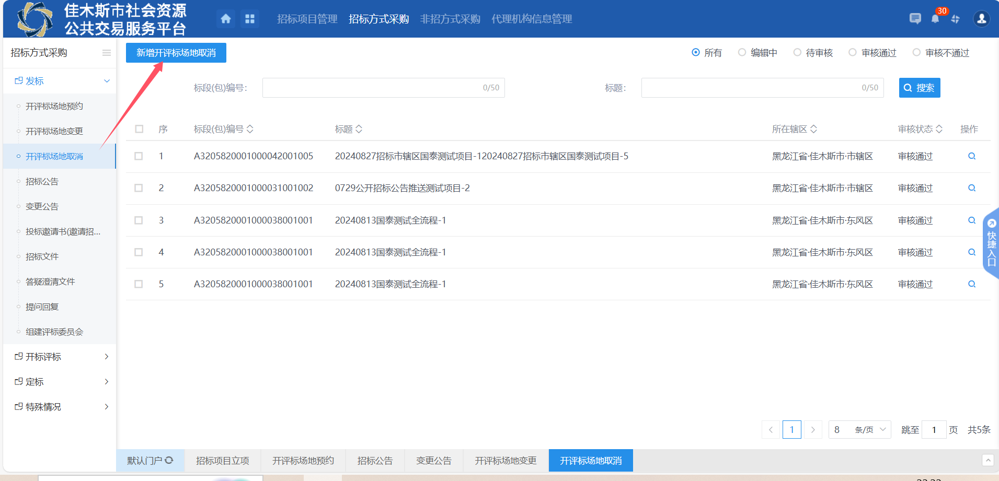 佳木斯市社会资源
公共交易服务平台
招标项目管理 招标方式采购 非招方式采购 代理机构信息管理
30
招标方式采购
发标
开评标场地预约
开评标场地变更
开评标场地取消
招标公告
变更公告
投标邀请书(邀请招...
招标文件
答疑澄清文件
提问回复
组建评标委员会
开标评标
定标
特殊情况
新增开评标场地取消
所有 编辑中 待审核 审核通过 审核不通过
标段(包)编号: 0/50 标题: 0/50 搜索
序 标段(包)编号 标题 所在辖区 审核状态 操作
1 A3205820001000042001005 20240827招标市辖区国泰测试项目-120240827招标市辖区国泰测试项目-5 黑龙江省·佳木斯市·市辖区 审核通过
2 A3205820001000031001002 0729公开招标公告推送测试项目-2 黑龙江省·佳木斯市·市辖区 审核通过
3 A3205820001000038001001 20240813国泰测试全流程-1 黑龙江省·佳木斯市·东风区 审核通过
4 A3205820001000038001001 20240813国泰测试全流程-1 黑龙江省·佳木斯市·东风区 审核通过
5 A3205820001000038001001 20240813国泰测试全流程-1 黑龙江省·佳木斯市·东风区 审核通过
快捷入口
1 8 条/页 跳至 1 页 共5条
默认门户 招标项目立项 开评标场地预约 招标公告 变更公告 开评标场地变更 开评标场地取消